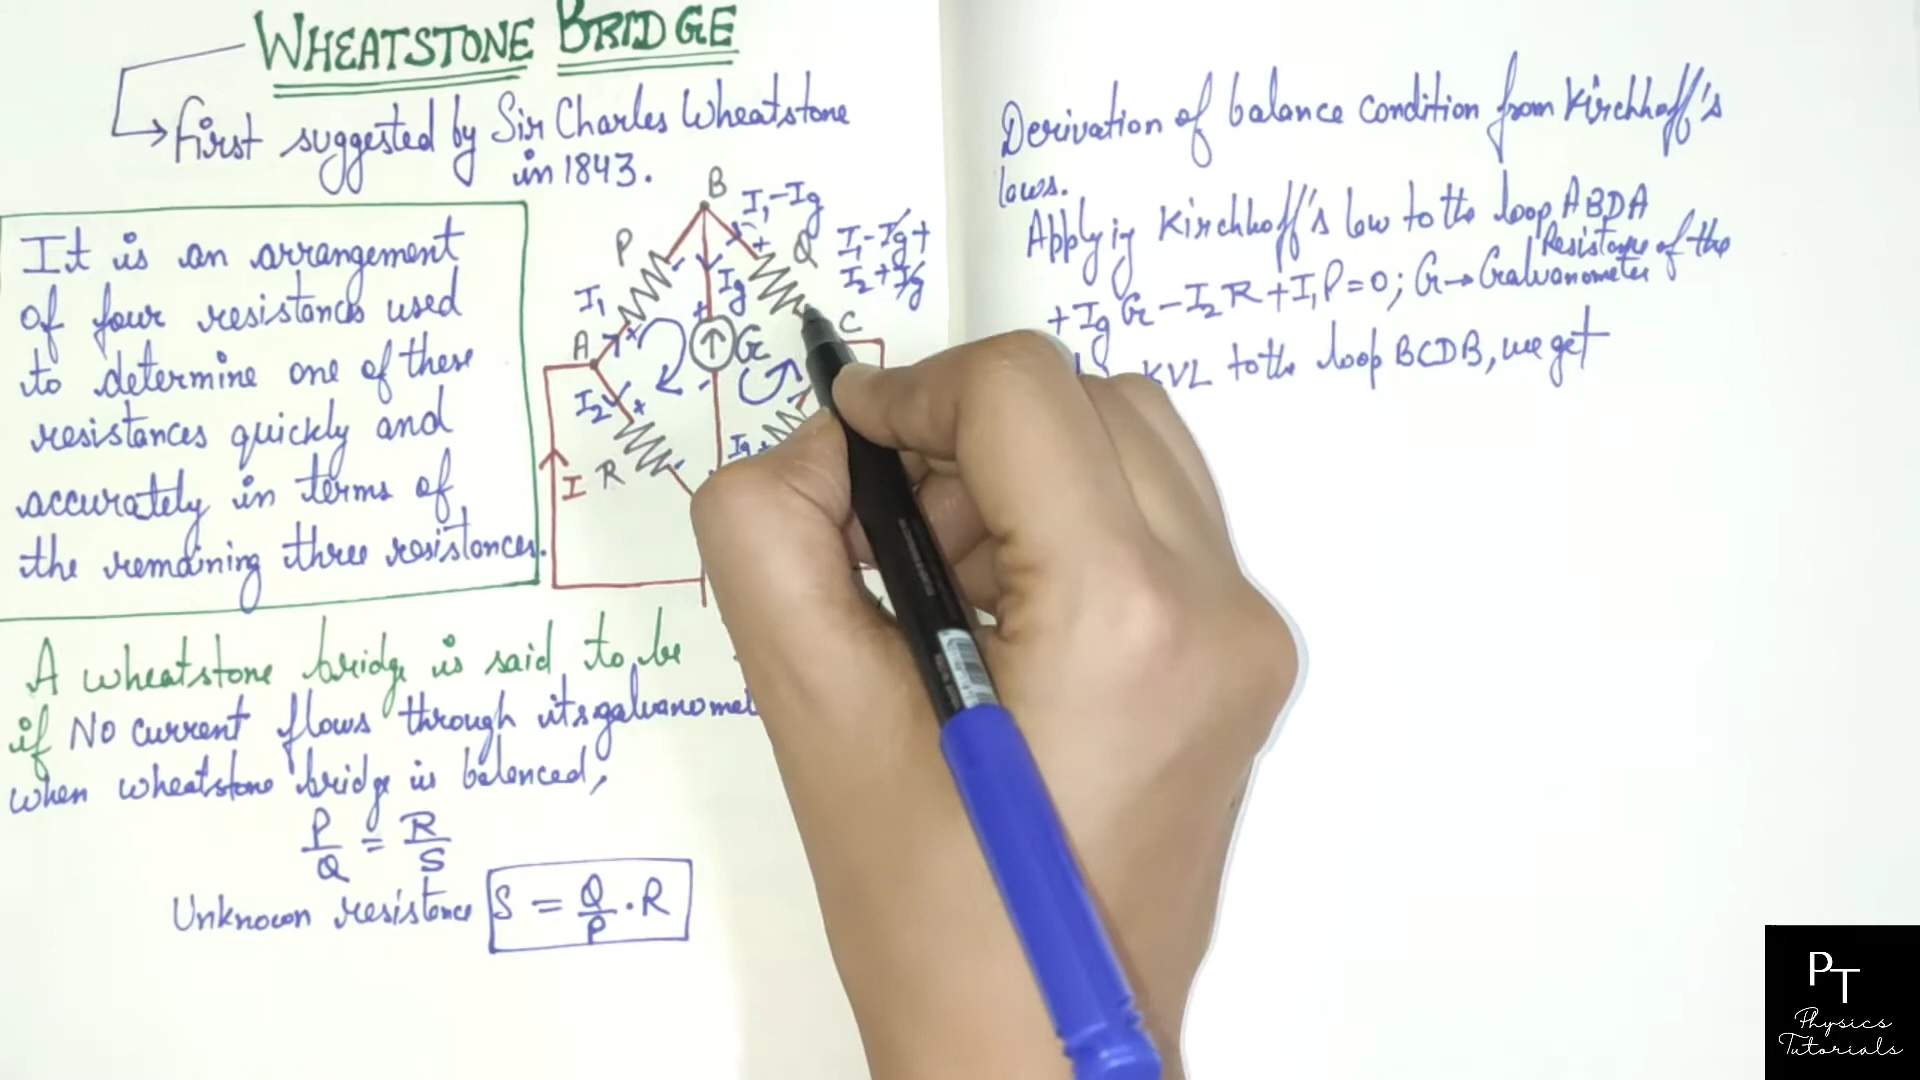 WHEATSTONE BRIDGE
First suggested by Sir Charles Wheatstone
in 1843.
It is an arrangement
of four resistances used
to determine one of these
resistances quickly and
accurately in terms of
the remaining three resistances.
B
P
I₁-Ig
Q
I₁-Ig+
I₂+Ig
I₁
Ig
A
G
C
I₂
R
I
A wheatstone bridge is said to be
if No current flows through its
when wheatstone bridge is balanced,
P/Q = R/S
Unknown resistance S = Q/P . R
Derivation of balance condition from Kirchhoff's
laws.
Applying Kirchhoff's law to the loop ABDA
+IgG-I₂R+I₁P=0; G→Galvanometer Resistance of the
KVL to the loop BCDB, we get
PT
Physics
Tutorials